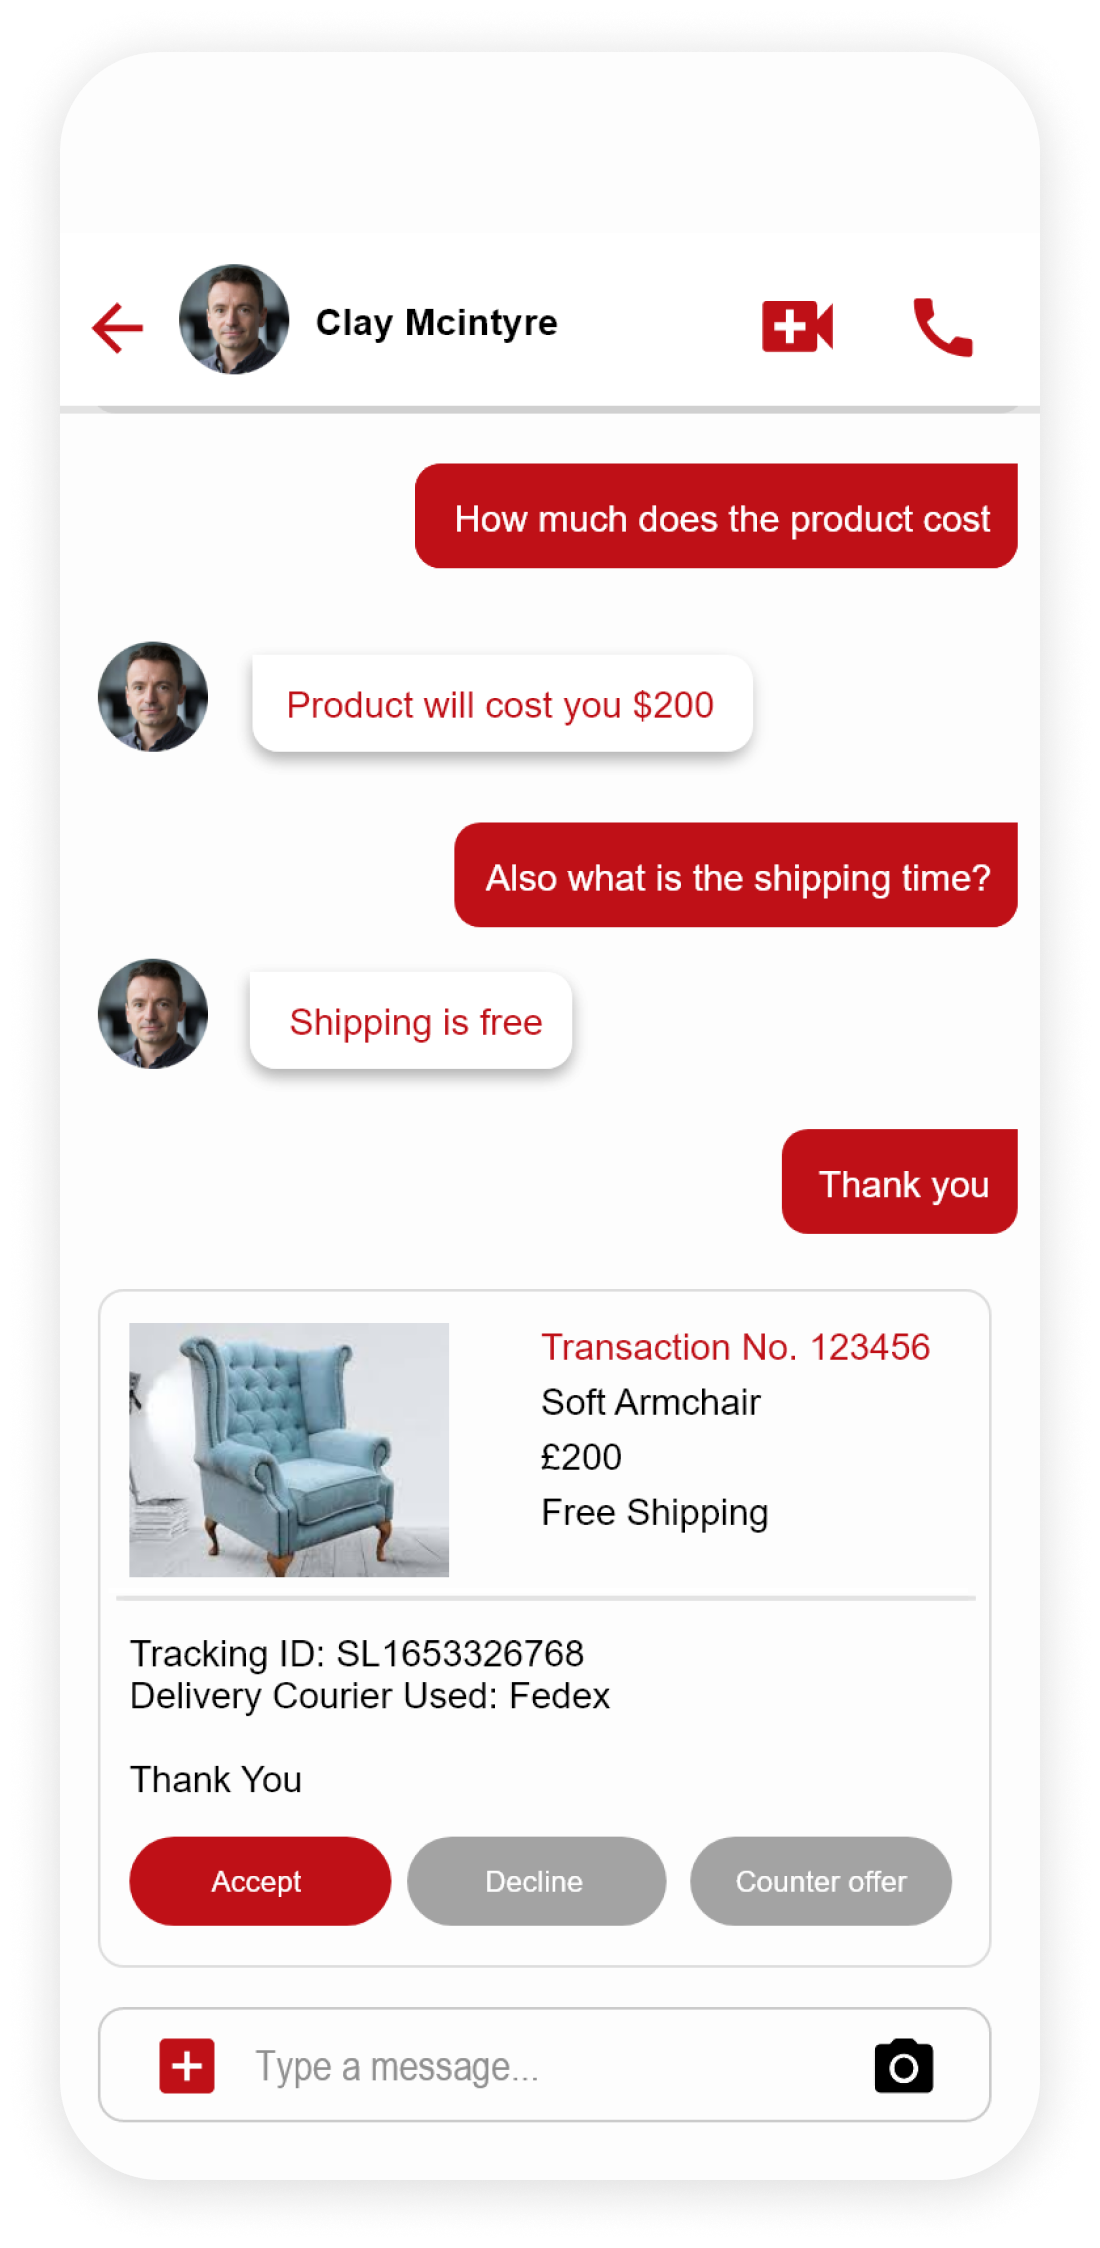 Clay Mcintyre
How much does the product cost
Product will cost you $200
Also what is the shipping time?
Shipping is free
Thank you
Transaction No. 123456
Soft Armchair
£200
Free Shipping
Tracking ID: SL1653326768
Delivery Courier Used: Fedex
Thank You
Accept
Decline
Counter offer
Type a message...